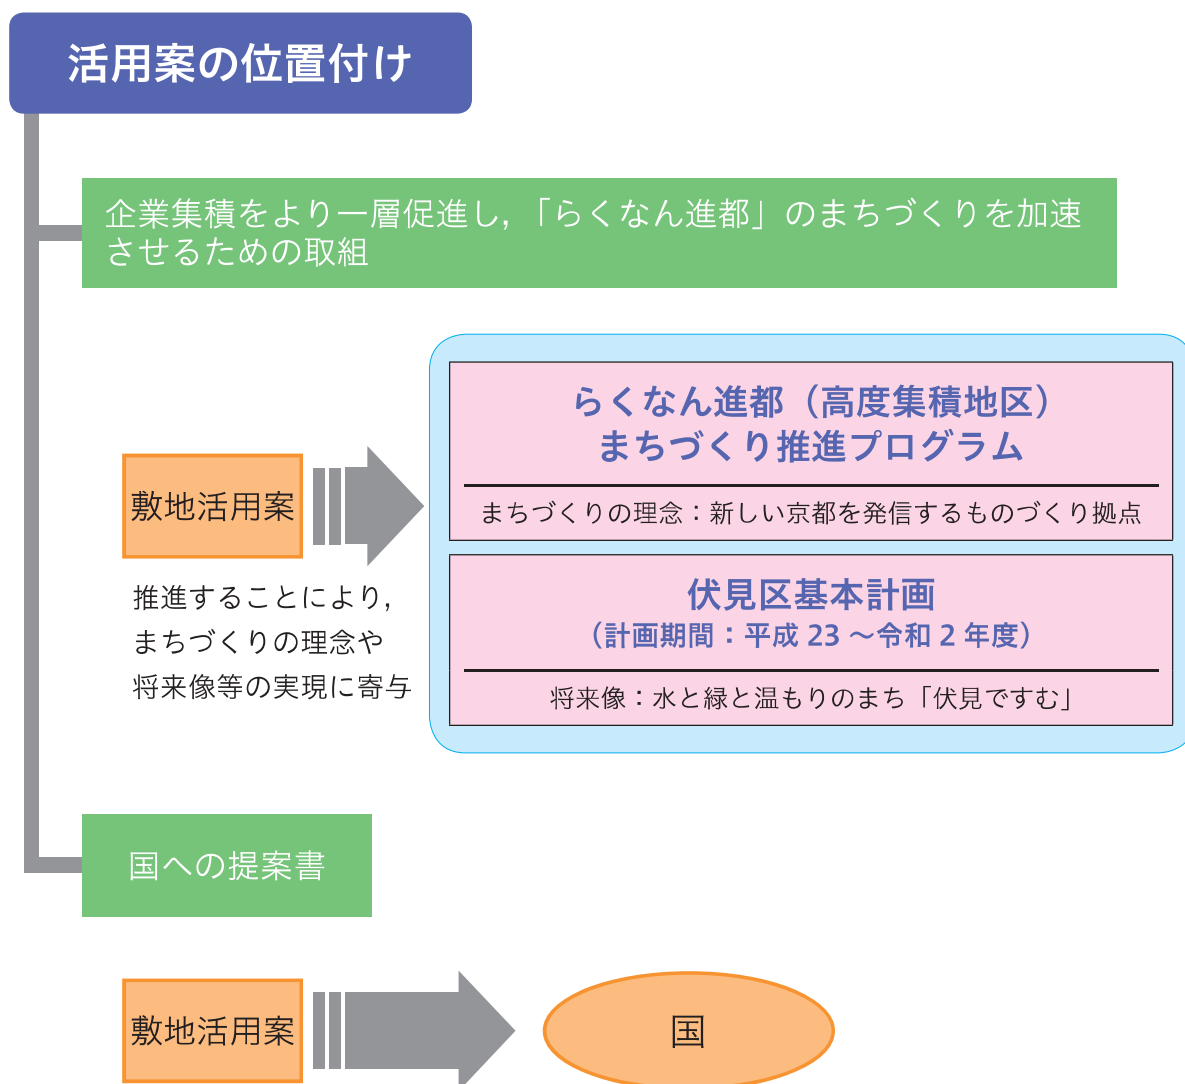 活用案の位置付け
企業集積をより一層促進し，「らくなん進都」のまちづくりを加速
させるための取組
敷地活用案
推進することにより，
まちづくりの理念や
将来像等の実現に寄与
らくなん進都（高度集積地区）
まちづくり推進プログラム
まちづくりの理念：新しい京都を発信するものづくり拠点
伏見区基本計画
（計画期間：平成 23 ～令和 2 年度）
将来像：水と緑と温もりのまち「伏見ですむ」
国への提案書
敷地活用案
国